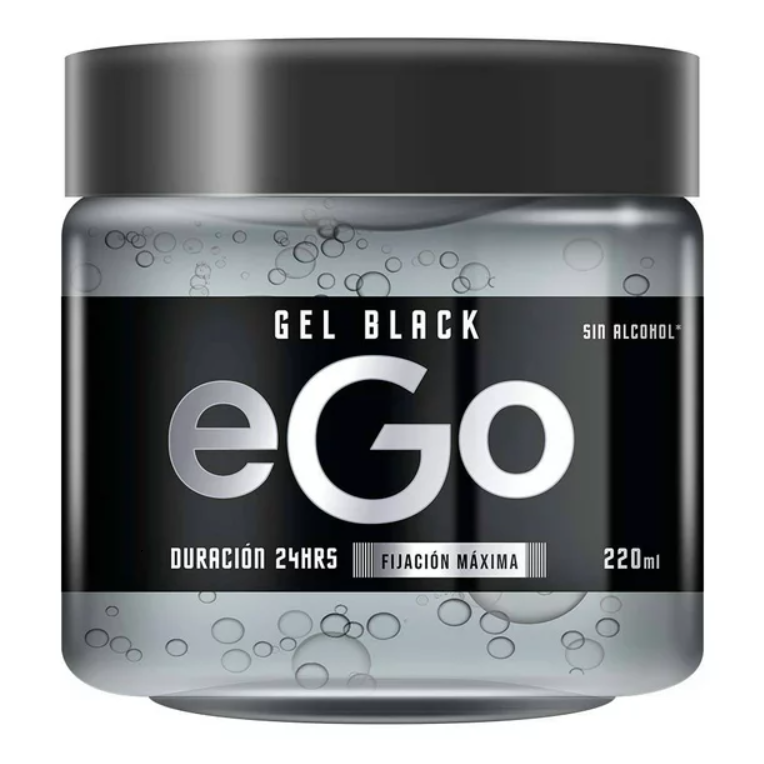 GEL BLACK
SIN ALCOHOL*
eGo
DURACIÓN 24HRS
FIJACIÓN MÁXIMA
220ml